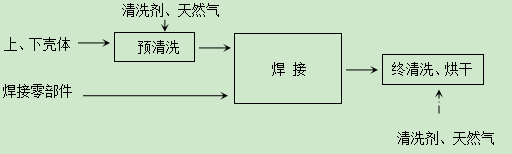 清洗剂、天然气
上、下壳体
预清洗
焊 接
终清洗、烘干
焊接零部件
清洗剂、天然气